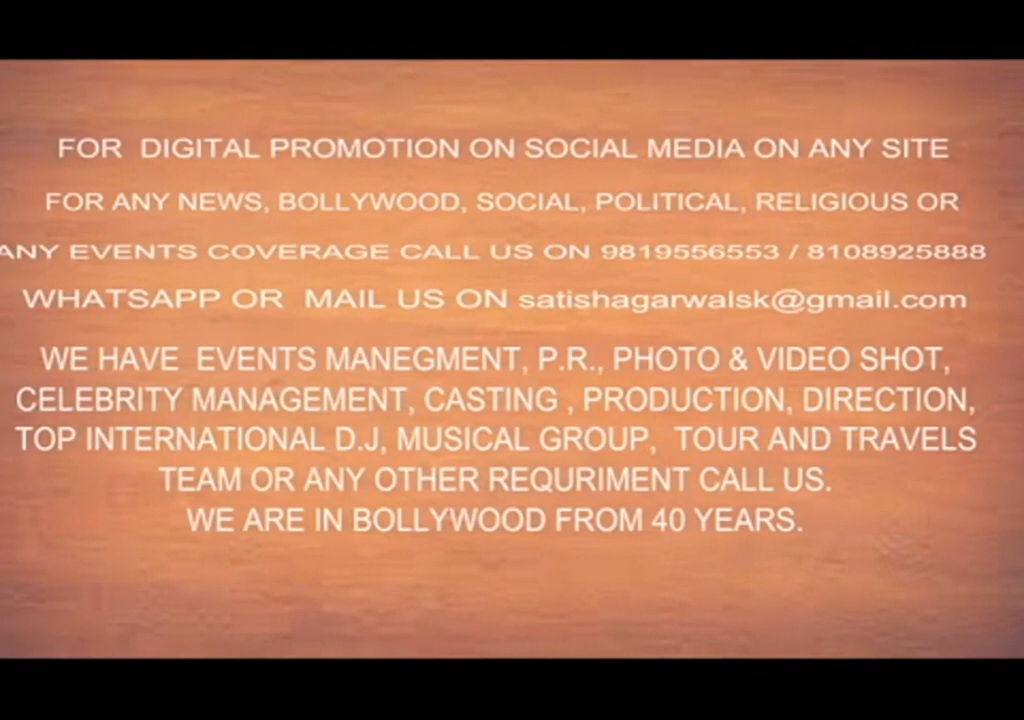 FOR DIGITAL PROMOTION ON SOCIAL MEDIA ON ANY SITE
FOR ANY NEWS, BOLLYWOOD, SOCIAL, POLITICAL, RELIGIOUS OR
ANY EVENTS COVERAGE CALL US ON 9819556553 / 8108925888
WHATSAPP OR MAIL US ON satishagarwalsk@gmail.com
WE HAVE EVENTS MANEGMENT, P.R., PHOTO & VIDEO SHOT,
CELEBRITY MANAGEMENT, CASTING , PRODUCTION, DIRECTION,
TOP INTERNATIONAL D.J, MUSICAL GROUP, TOUR AND TRAVELS
TEAM OR ANY OTHER REQURIMENT CALL US.
WE ARE IN BOLLYWOOD FROM 40 YEARS.